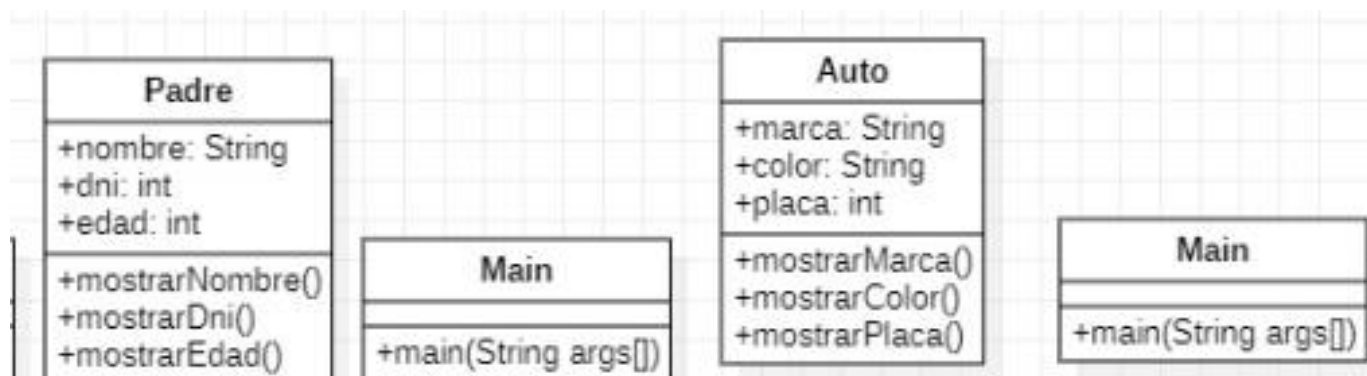 Padre
+nombre: String
+dni: int
+edad: int
+mostrarNombre()
+mostrarDni()
+mostrarEdad()
Main
+main(String args[])
Auto
+marca: String
+color: String
+placa: int
+mostrarMarca()
+mostrarColor()
+mostrarPlaca()
Main
+main(String args[])